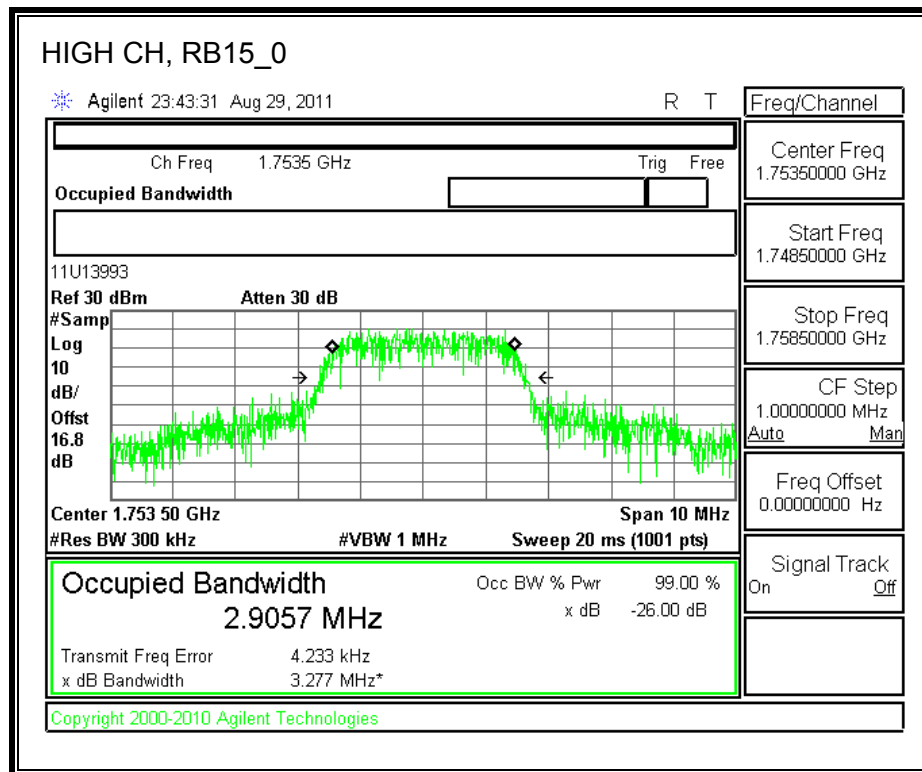 HIGH CH, RB15_0
Agilent 23:43:31 Aug 29, 2011 R T
Freq/Channel
Ch Freq 1.7535 GHz Trig Free
Occupied Bandwidth
Center Freq
1.75350000 GHz
Start Freq
1.74850000 GHz
11U13993
Ref 30 dBm Atten 30 dB
#Samp
Log
10
dB/
Offst
16.8
dB
Stop Freq
1.75850000 GHz
CF Step
1.00000000 MHz
Auto Man
Freq Offset
0.00000000 Hz
Center 1.753 50 GHz Span 10 MHz
#Res BW 300 kHz #VBW 1 MHz Sweep 20 ms (1001 pts)
Signal Track
On Off
Occupied Bandwidth Occ BW % Pwr 99.00 %
2.9057 MHz x dB -26.00 dB
Transmit Freq Error 4.233 kHz
x dB Bandwidth 3.277 MHz*
Copyright 2000-2010 Agilent Technologies